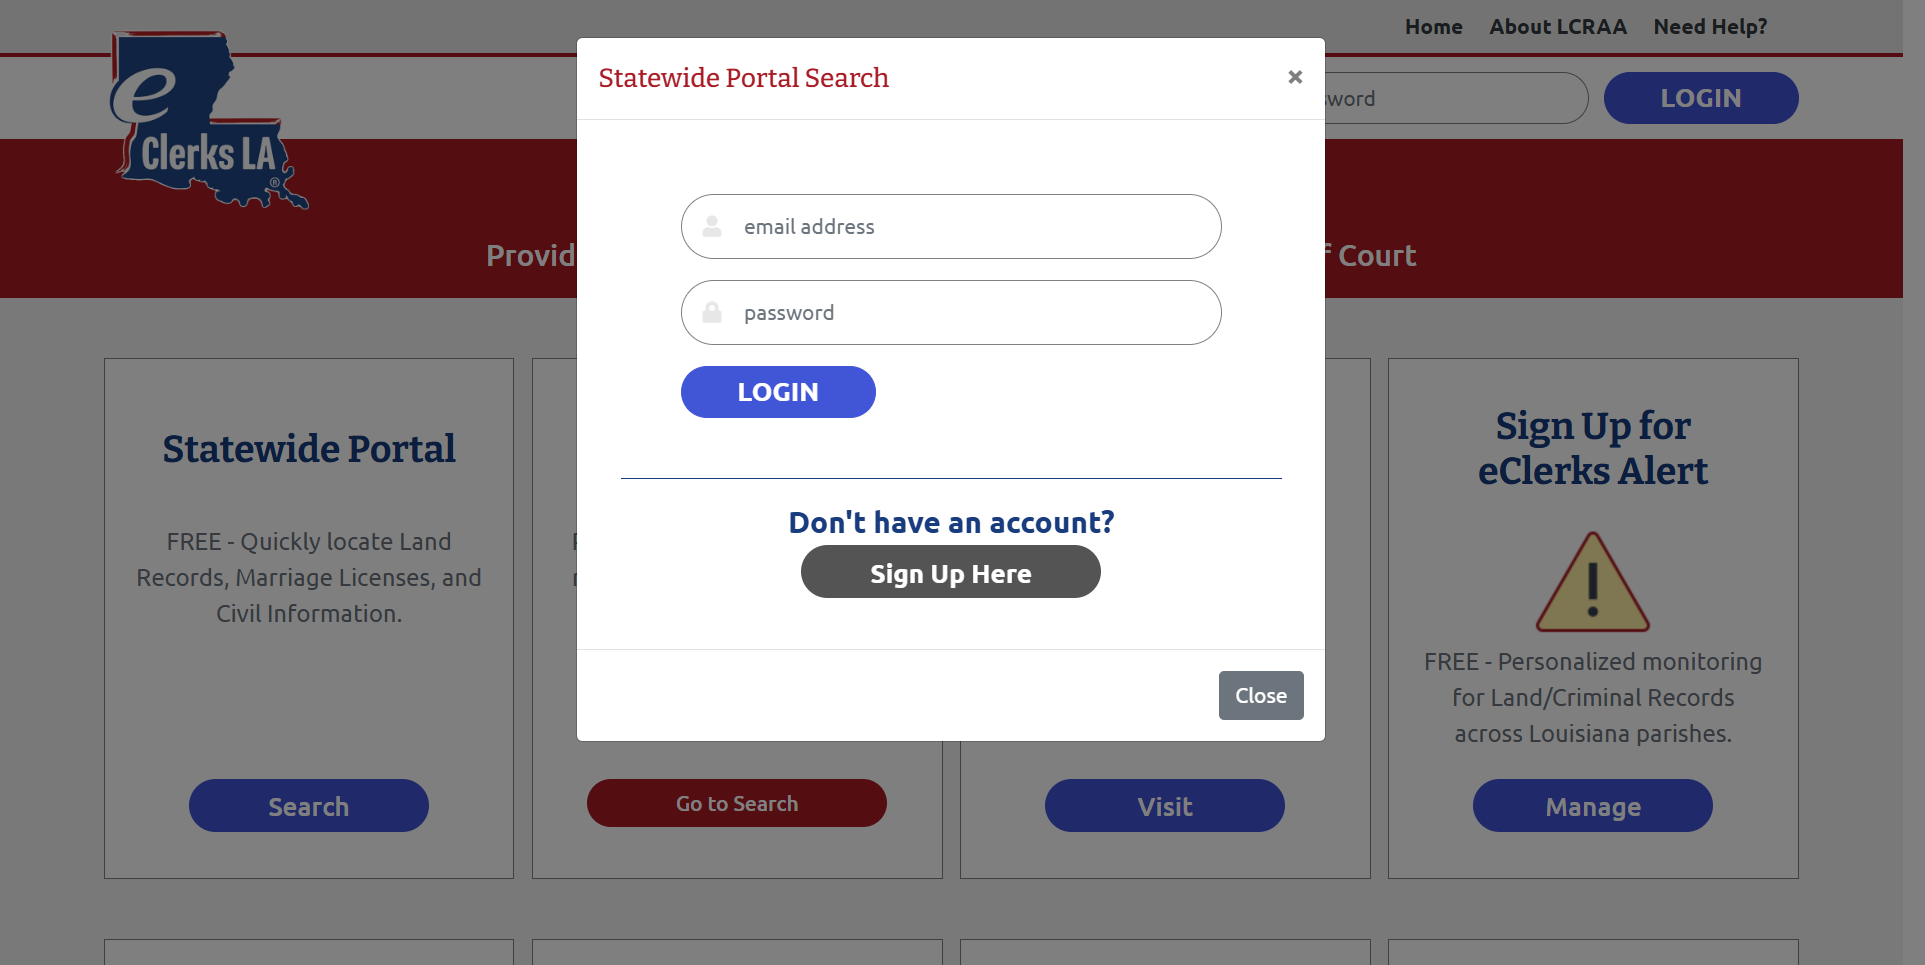 Home About LCRAA Need Help?
e
Clerks LA
®
Statewide Portal Search
×
LOGIN
email address
password
LOGIN
Don't have an account?
Sign Up Here
Close
Court
Statewide Portal
FREE - Quickly locate Land
Records, Marriage Licenses, and
Civil Information.
Search
Go to Search
Visit
Sign Up for
eClerks Alert
FREE - Personalized monitoring
for Land/Criminal Records
across Louisiana parishes.
Manage